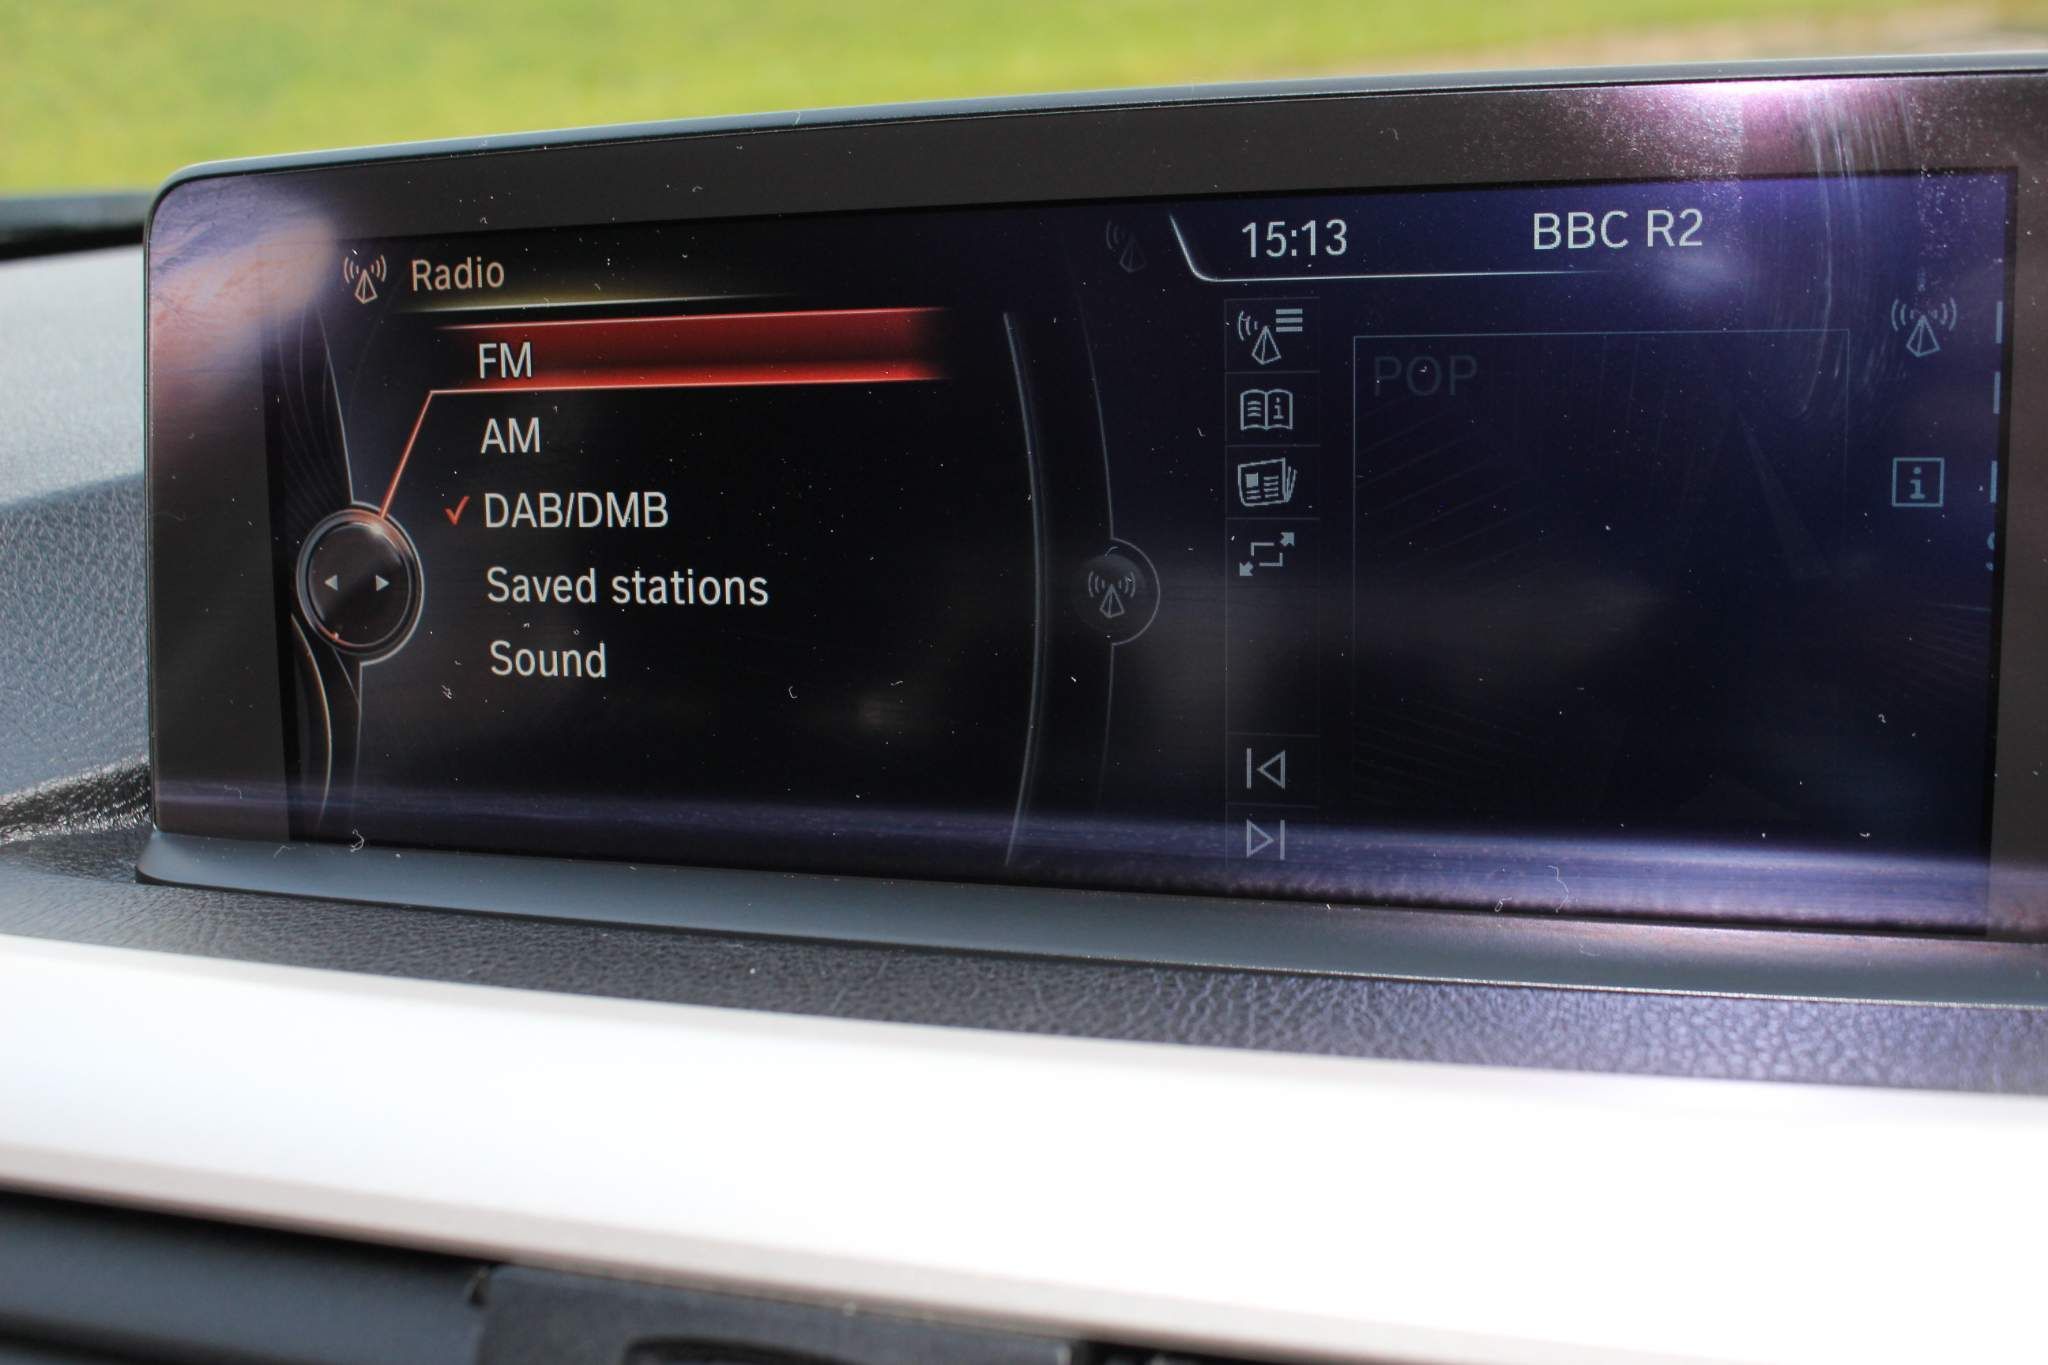 Radio
FM
AM
DAB/DMB
Saved stations
Sound
15:13 BBC R2
POP